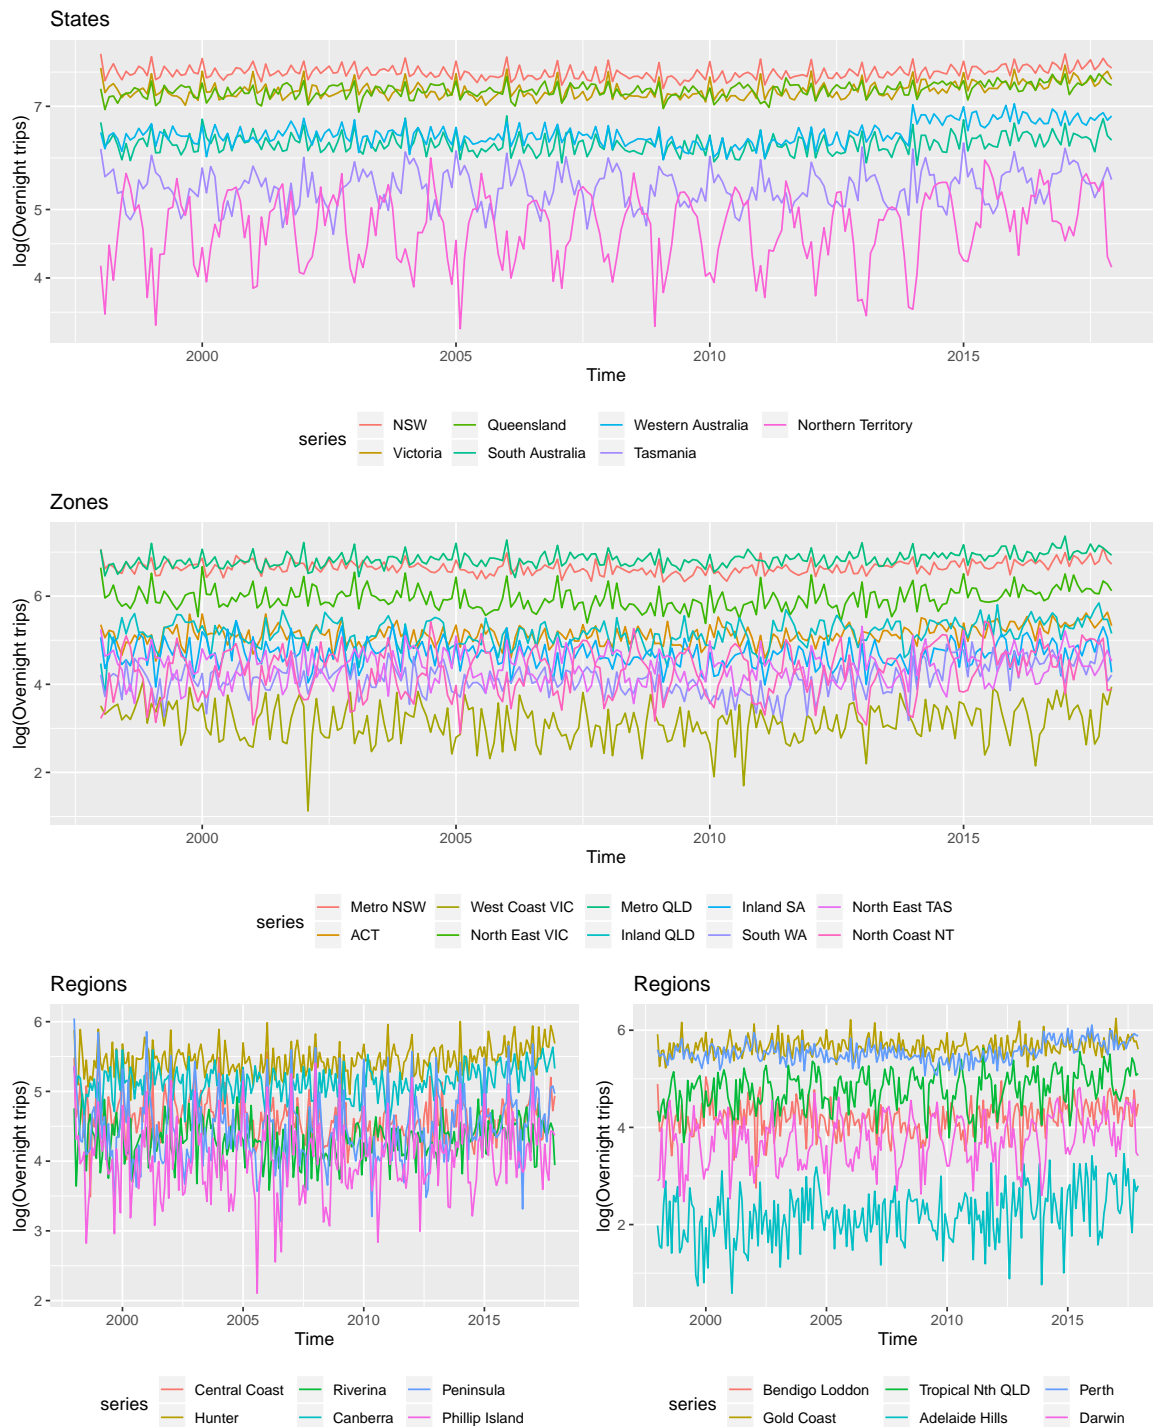 States
log(Overnight trips)
7
5
4
2000 2005 2010 2015
Time
series
NSW Queensland Western Australia Northern Territory
Victoria South Australia Tasmania
Zones
log(Overnight trips)
6
4
2
2000 2005 2010 2015
Time
series
Metro NSW West Coast VIC Metro QLD Inland SA North East TAS
ACT North East VIC Inland QLD South WA North Coast NT
Regions
log(Overnight trips)
6
5
4
3
2
2000 2005 2010 2015
Time
series
Central Coast Riverina Peninsula
Hunter Canberra Phillip Island
Regions
log(Overnight trips)
6
4
2
2000 2005 2010 2015
Time
series
Bendigo Loddon Tropical Nth QLD Perth
Gold Coast Adelaide Hills Darwin